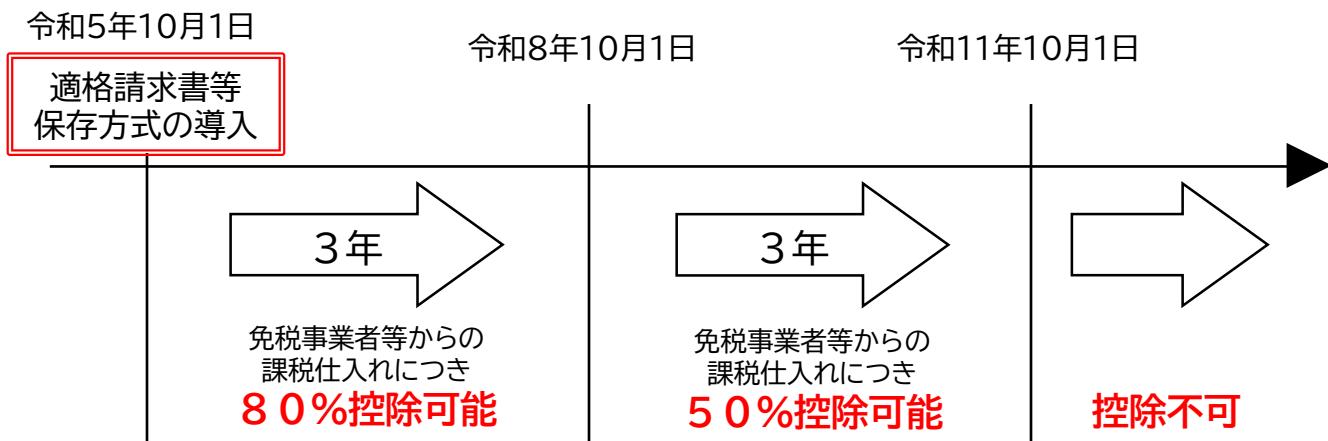 令和5年10月1日
令和8年10月1日
令和11年10月1日
適格請求書等
保存方式の導入
３年
３年
免税事業者等からの
課税仕入れにつき
８０%控除可能
免税事業者等からの
課税仕入れにつき
５０%控除可能
控除不可